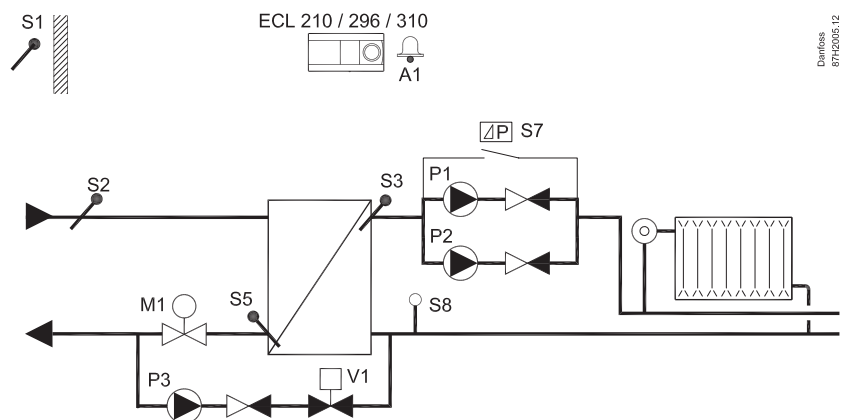 S1
ECL 210 / 296 / 310
A1
Danfoss
87H2005.12
⊿P S7
S2
S3
P1
P2
M1
S5
S8
P3
V1